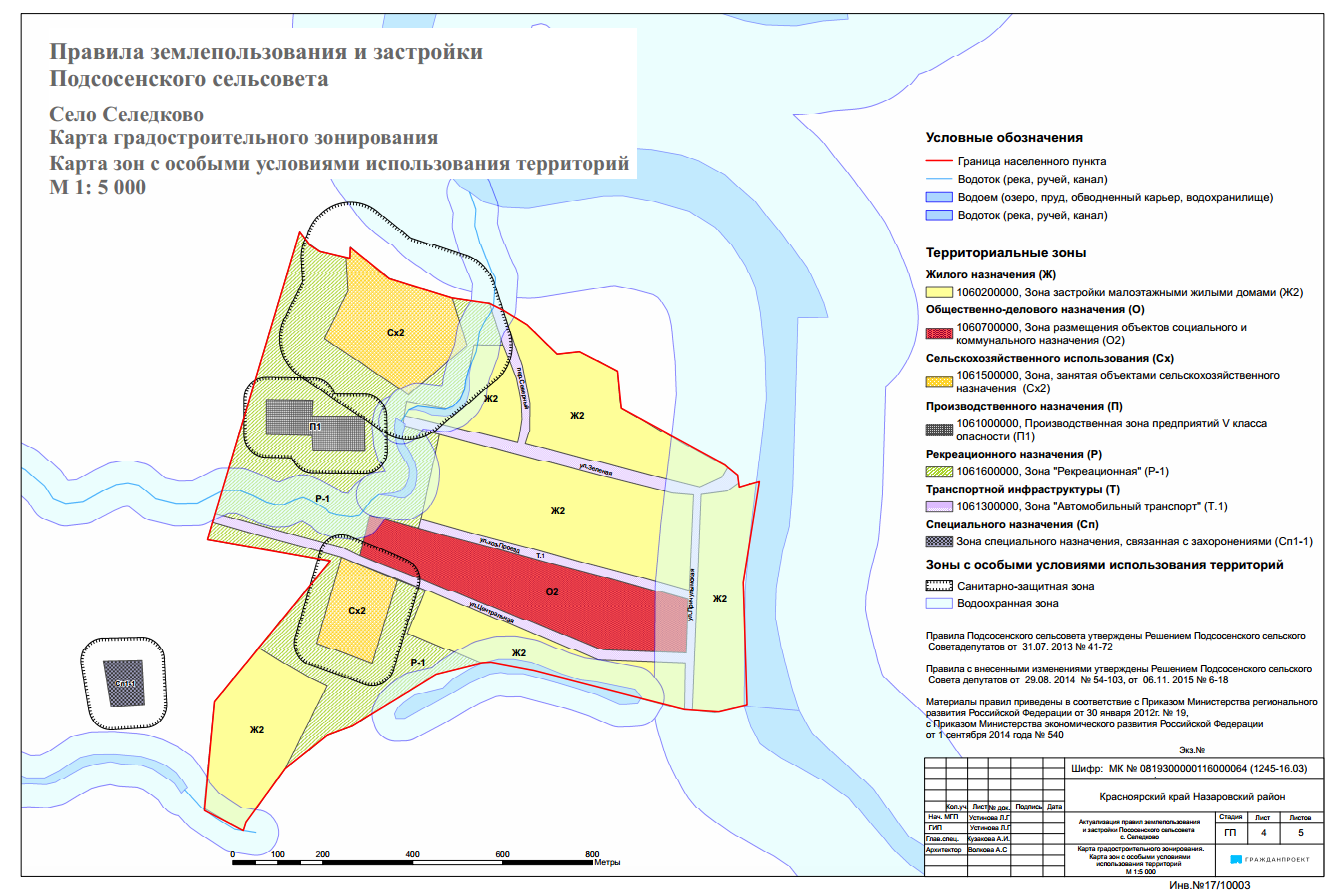 Правила землепользования и застройки
Подсосенского сельсовета
Село Селедково
Карта градостроительного зонирования
Карта зон с особыми условиями использования территорий
М 1: 5 000
Условные обозначения
Граница населенного пункта
Водоток (река, ручей, канал)
Водоем (озеро, пруд, обводненный карьер, водохранилище)
Водоток (река, ручей, канал)
Территориальные зоны
Жилого назначения (Ж)
1060200000, Зона застройки малоэтажными жилыми домами (Ж2)
Общественно-делового назначения (О)
1060700000, Зона размещения объектов социального и
коммунального назначения (О2)
Сельскохозяйственного использования (Сх)
1061500000, Зона, занятая объектами сельскохозяйственного
назначения (Сх2)
Производственного назначения (П)
1061000000, Производственная зона предприятий V класса
опасности (П1)
Рекреационного назначения (Р)
1061600000, Зона "Рекреационная" (Р-1)
Транспортной инфраструктуры (Т)
1061300000, Зона "Автомобильный транспорт" (Т.1)
Специального назначения (Сп)
Зона специального назначения, связанная с захоронениями (Сп1-1)
Зоны с особыми условиями использования территорий
Санитарно-защитная зона
Водоохранная зона
Правила Подсосенского сельсовета утверждены Решением Подсосенского сельского
Советадепутатов от 31.07. 2013 № 41-72
Правила с внесенными изменениями утверждены Решением Подсосенского сельского
Совета депутатов от 29.08. 2014 № 54-103, от 06.11. 2015 № 6-18
Материалы правил приведены в соответствие с Приказом Министерства регионального
развития Российской Федерации от 30 января 2012г. № 19,
с Приказом Министерства экономического развития Российской Федерации
от 1 сентября 2014 года № 540
Экз.№
Шифр: МК № 0819300000116000064 (1245-16.03)
Красноярский край Назаровский район
Кол.уч. Лист № док. Подпись Дата
Нач. МГП Устинова Л.Г
ГИП Устинова Л.Г
Глав.спец. Кузакова А.И.
Архитектор Волкова А.С
Актуализация правил землепользования
и застройки Пососенского сельсовета
с. Селедково
Стадия Лист Листов
ГП 4 5
Карта градостроительного зонирования.
Карта зон с особыми условиями
использования территорий
М 1:5 000
ГРАЖДАНПРОЕКТ
Инв.№17/10003
Сх2
П1
Ж2
пер.Северный
Ж2
ул.Зеленая
Р-1
Ж2
ул.хоз.Проезд
Т.1
О2
ул.Причулымская
Ж2
Сх2
ул.Центральная
Ж2
Р-1
Сп1-1
Ж2
0 100 200 400 600 800
Метры